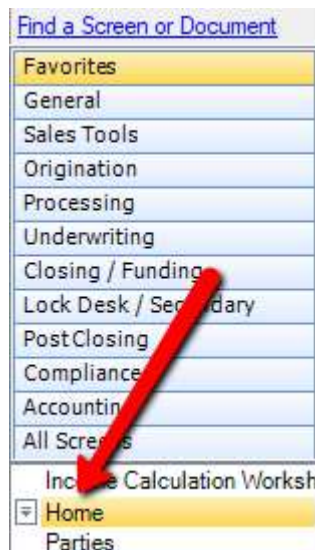 Find a Screen or Document
Favorites
General
Sales Tools
Origination
Processing
Underwriting
Closing / Funding
Lock Desk / Secondary
PostClosing
Compliance
Accounting
All Screens
Income Calculation Worksh
Home
Parties